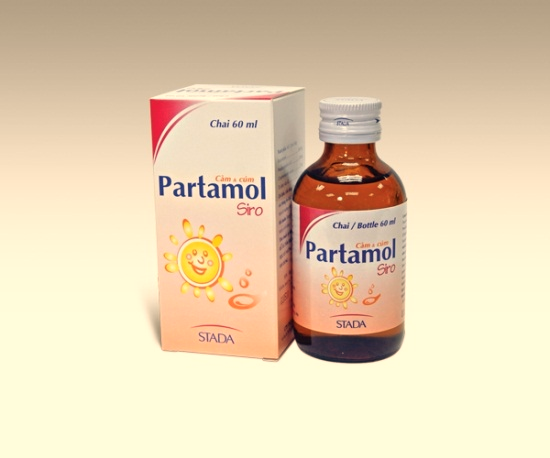 Chai 60 ml
Cảm & cúm
Partamol
Siro
STADA
Chai / Bottle 60 ml
Cảm & cúm
Partamol
Siro
STADA